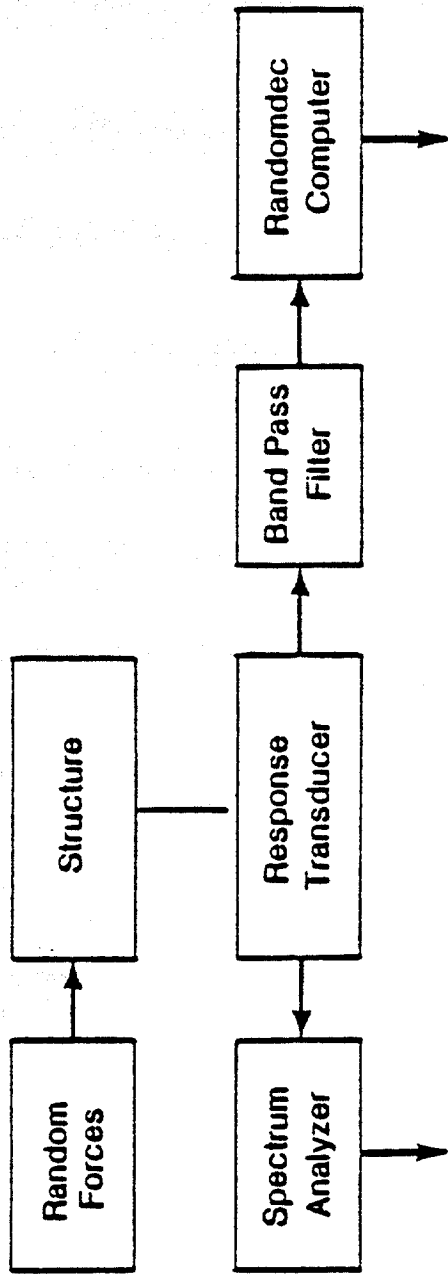 Random
Forces
Structure
Spectrum
Analyzer
Response
Transducer
Band Pass
Filter
Randomdec
Computer